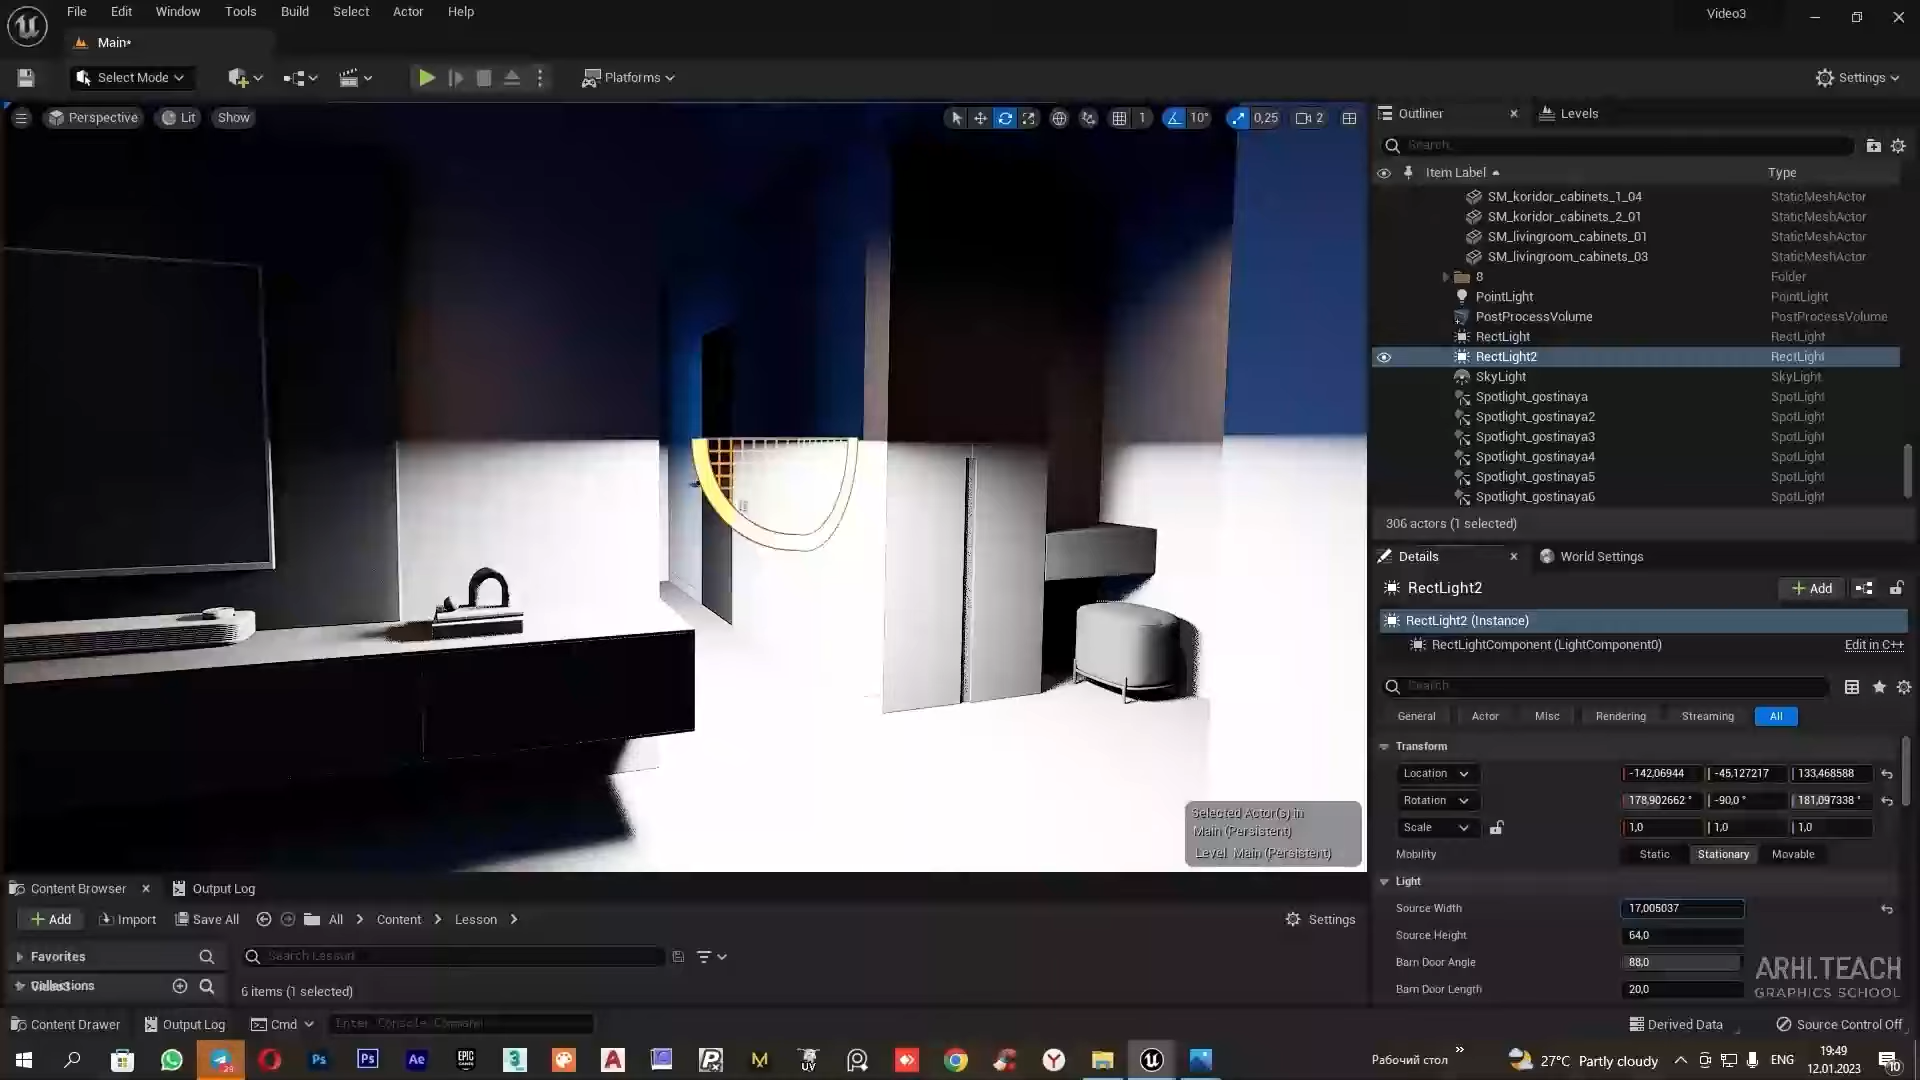 File Edit Window Tools Build Select Actor Help
Video3
Main*
Select Mode
Platforms
Settings
Perspective Lit Show
1 10° 0,25 2
Outliner Levels
Search...
Item Label Type
SM_koridor_cabinets_1_04 StaticMeshActor
SM_koridor_cabinets_2_01 StaticMeshActor
SM_livingroom_cabinets_01 StaticMeshActor
SM_livingroom_cabinets_03 StaticMeshActor
8 Folder
PointLight PointLight
PostProcessVolume PostProcessVolume
RectLight RectLight
RectLight2 RectLight
SkyLight SkyLight
Spotlight_gostinaya SpotLight
Spotlight_gostinaya2 SpotLight
Spotlight_gostinaya3 SpotLight
Spotlight_gostinaya4 SpotLight
Spotlight_gostinaya5 SpotLight
Spotlight_gostinaya6 SpotLight
306 actors (1 selected)
Details World Settings
RectLight2
Add
RectLight2 (Instance)
RectLightComponent (LightComponent0) Edit in C++
Search
General Actor Misc Rendering Streaming All
Transform
Location -142,06944 -45,127217 133,468588
Rotation 178,902662 ° -90,0 ° 181,097338 °
Scale 1,0 1,0 1,0
Mobility Static Stationary Movable
Light
Source Width 17,005037
Source Height 64,0
Barn Door Angle 88,0
Barn Door Length 20,0
ARHI.TEACH
GRAPHICS SCHOOL
Selected Actor(s) in
Main (Persistent)
Level: Main (Persistent)
Content Browser Output Log
Add Import Save All All Content Lesson Settings
Favorites
Search Lesson
Collections
6 items (1 selected)
Content Drawer Output Log Cmd Enter Console Command
Derived Data Source Control Off
Рабочий стол 27°C Partly cloudy ENG
19:49
12.01.2023
10